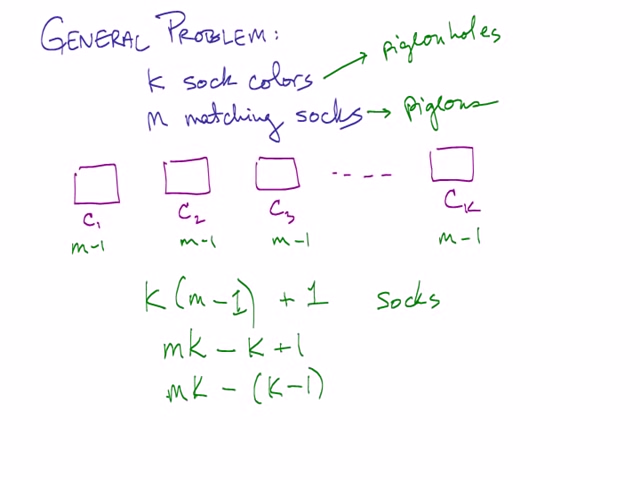 GENERAL PROBLEM:
pigeonholes
K sock colors →
m matching socks → pigeons
C₁ C₂ C₃ ---- Cₖ
m-1 m-1 m-1 m-1
K(m-1) + 1 socks
mK - K + 1
mK - (K-1)